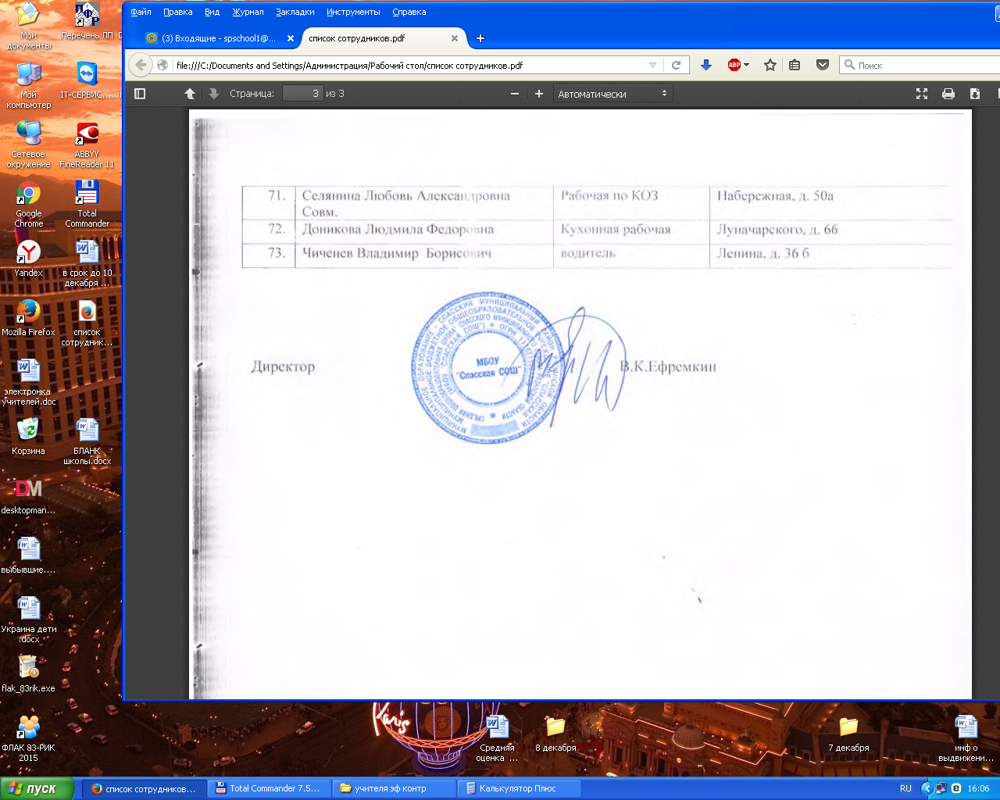 Файл Правка Вид Журнал Закладки Инструменты Справка
(3) Входящие - spschool1@...
список сотрудников.pdf
file:///C:/Documents and Settings/Администрация/Рабочий стол/список сотрудников.pdf
ABP
Поиск
Страница: 3 из 3
Автоматически
71. Селянина Любовь Александровна Рабочая по КОЗ Набережная, д. 50а
Совм.
72. Доникова Людмила Федоровна Кухонная рабочая Луначарского, д. 66
73. Чиченев Владимир Борисович водитель Ленина, д. 36 б
Директор
МБОУ
"Спасская СОШ"
В.К.Ефремкин
Мои
документы
Перечень ЛП
Мой
компьютер
IT-СЕРВИС....
Сетевое
окружение
ABBYY
FineReader 11
Google
Chrome
Total
Commander
Yandex
в срок до 10
декабря ...
Mozilla Firefox
список
сотрудник...
электронка
учителей.doc
Корзина
БЛАНК
школы.docx
DM
desktopman...
выбывшие....
Украина дети
.docx
flak_83rik.exe
ФЛАК 83-РИК
2015
Paris
Средняя
оценка ...
8 декабря
7 декабря
инф о
выдвижени...
пуск
список сотрудников...
Total Commander 7.5...
учителя эф контр
Калькулятор Плюс
RU
16:06